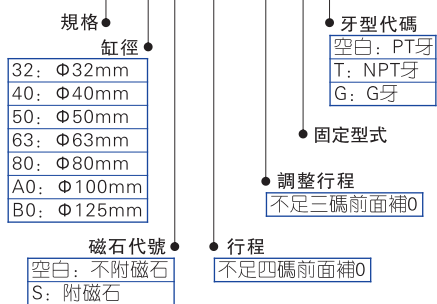 規格
缸徑
32：Φ32mm
40：Φ40mm
50：Φ50mm
63：Φ63mm
80：Φ80mm
A0：Φ100mm
B0：Φ125mm
磁石代號
空白：不附磁石
S：附磁石
行程
不足四碼前面補0
調整行程
不足三碼前面補0
固定型式
牙型代碼
空白：PT牙
T：NPT牙
G：G牙